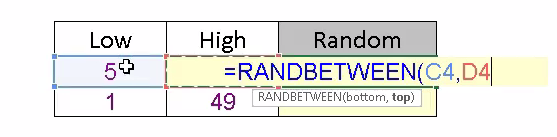 Low High Random
5 =RANDBETWEEN(C4,D4
1 49 RANDBETWEEN(bottom, top)